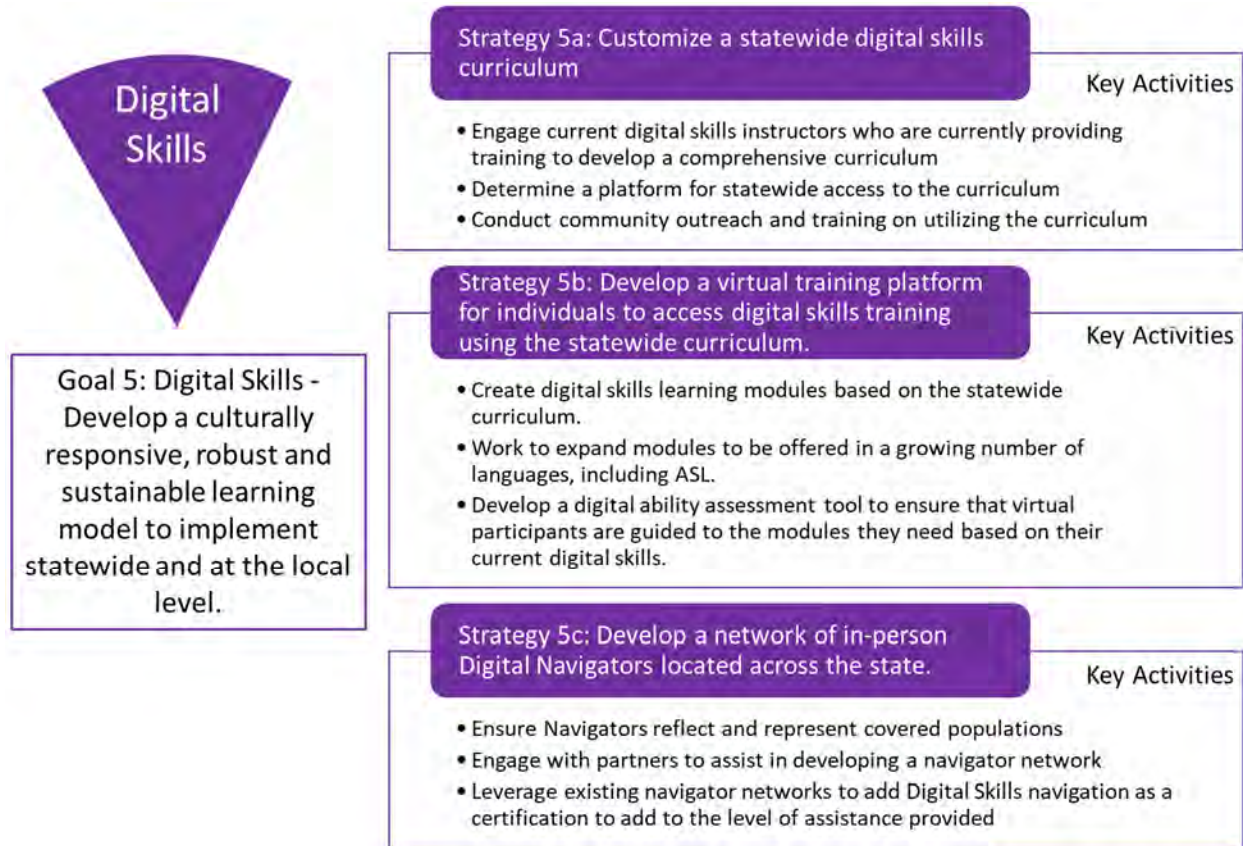 Digital
Skills
Goal 5: Digital Skills -
Develop a culturally
responsive, robust and
sustainable learning
model to implement
statewide and at the local
level.
Strategy 5a: Customize a statewide digital skills
curriculum
Key Activities
• Engage current digital skills instructors who are currently providing
training to develop a comprehensive curriculum
• Determine a platform for statewide access to the curriculum
• Conduct community outreach and training on utilizing the curriculum
Strategy 5b: Develop a virtual training platform
for individuals to access digital skills training
using the statewide curriculum.
Key Activities
• Create digital skills learning modules based on the statewide
curriculum.
• Work to expand modules to be offered in a growing number of
languages, including ASL.
• Develop a digital ability assessment tool to ensure that virtual
participants are guided to the modules they need based on their
current digital skills.
Strategy 5c: Develop a network of in-person
Digital Navigators located across the state.
Key Activities
• Ensure Navigators reflect and represent covered populations
• Engage with partners to assist in developing a navigator network
• Leverage existing navigator networks to add Digital Skills navigation as a
certification to add to the level of assistance provided